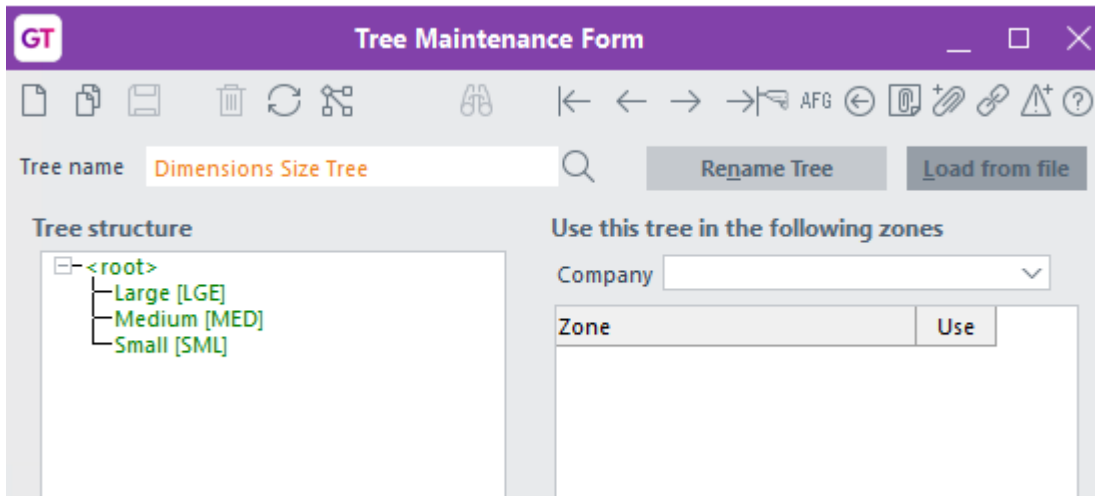 GT
Tree Maintenance Form
AFG
Tree name Dimensions Size Tree Rename Tree Load from file
Tree structure
<root>
Large [LGE]
Medium [MED]
Small [SML]
Use this tree in the following zones
Company
Zone Use